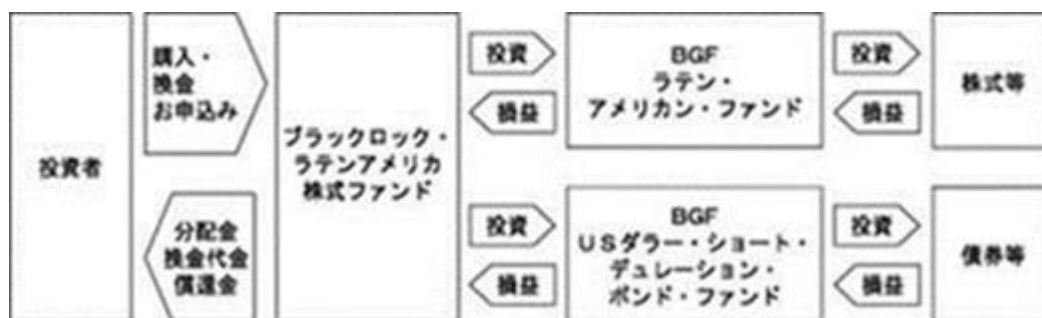 投資者
購入・
換金
お申込み
分配金
換金代金
償還金
ブラックロック・
ラテンアメリカ
株式ファンド
投資
損益
BGF
ラテン・
アメリカン・ファンド
投資
損益
株式等
投資
損益
BGF
USダラー・ショート・
デュレーション・
ボンド・ファンド
投資
損益
債券等